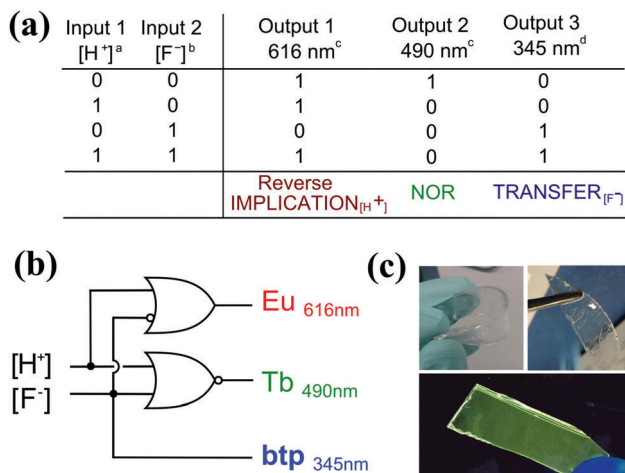 (a) Input 1 Input 2 Output 1 Output 2 Output 3
[H⁺]ᵃ [F⁻]ᵇ 616 nmᶜ 490 nmᶜ 345 nmᵈ
0 0 1 1 0
1 0 1 0 0
0 1 0 0 1
1 1 1 0 1
Reverse
IMPLICATION[H⁺] NOR TRANSFER[F⁻]
(b)
Eu 616nm
[H⁺]
[F⁻]
Tb 490nm
btp 345nm
(c)